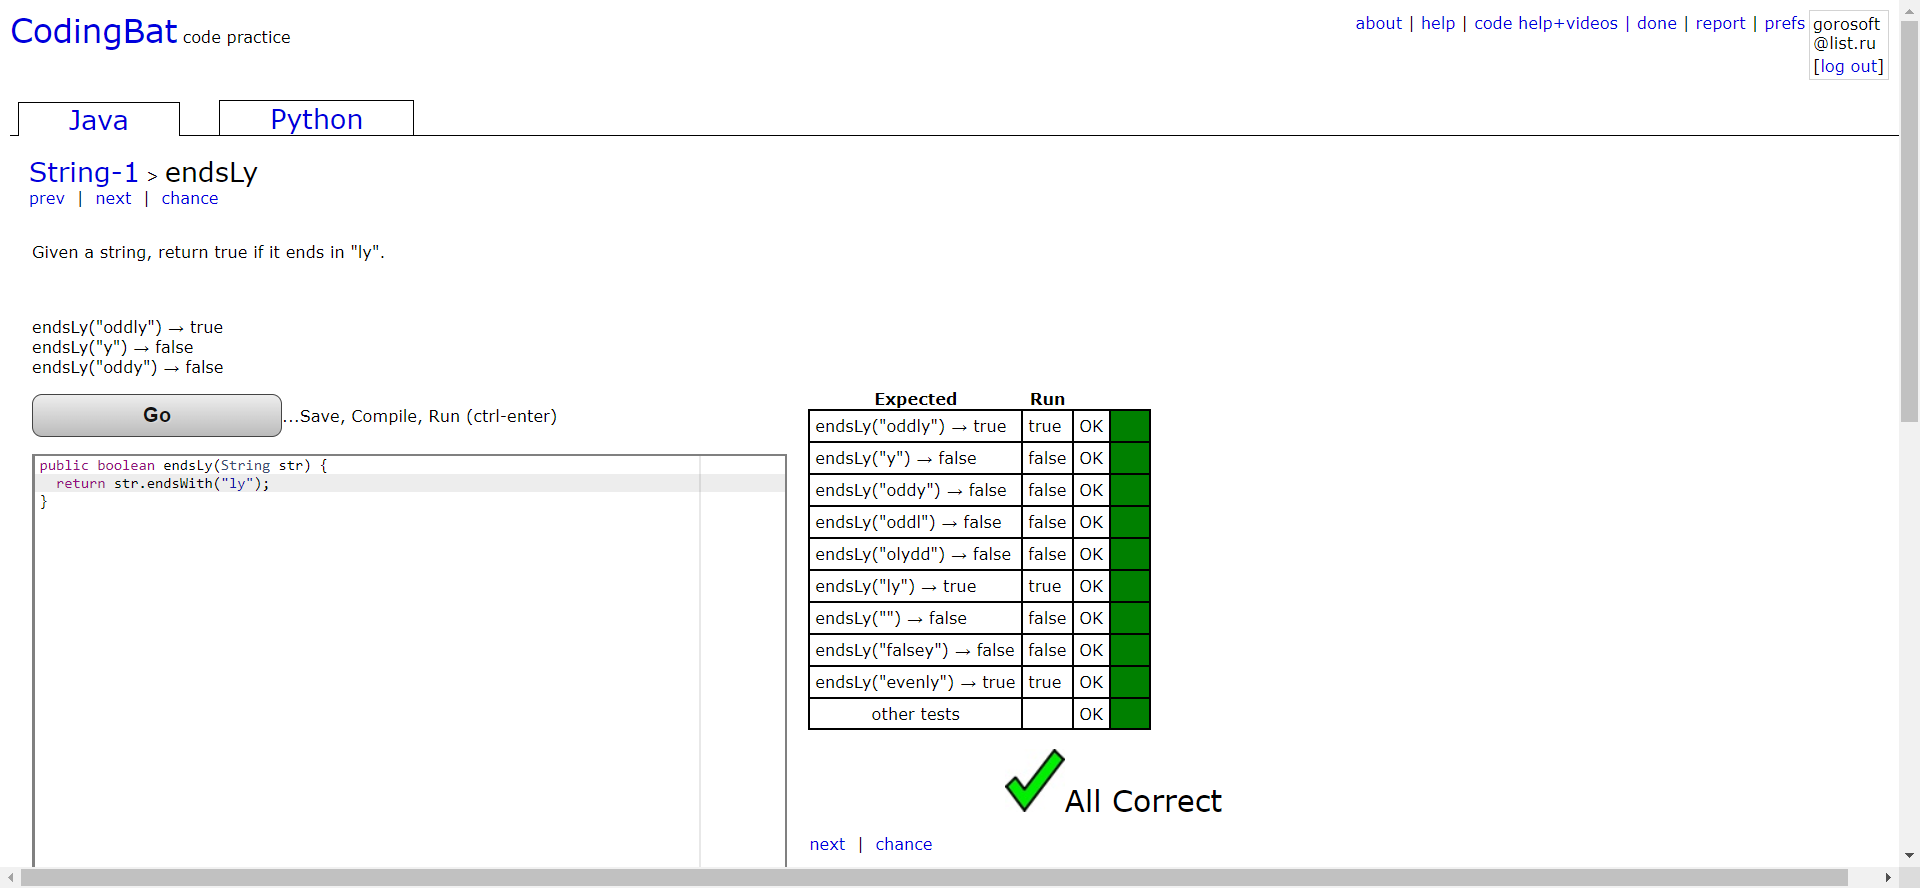 CodingBat code practice
about | help | code help+videos | done | report | prefs
gorosoft
@list.ru
[log out]
Java
Python
String-1 > endsLy
prev | next | chance
Given a string, return true if it ends in "ly".
endsLy("oddly") → true
endsLy("y") → false
endsLy("oddy") → false
Go ...Save, Compile, Run (ctrl-enter)
public boolean endsLy(String str) {
  return str.endsWith("ly");
}
Expected Run
endsLy("oddly") → true true OK
endsLy("y") → false false OK
endsLy("oddy") → false false OK
endsLy("oddl") → false false OK
endsLy("olydd") → false false OK
endsLy("ly") → true true OK
endsLy("") → false false OK
endsLy("falsey") → false false OK
endsLy("evenly") → true true OK
other tests OK
All Correct
next | chance